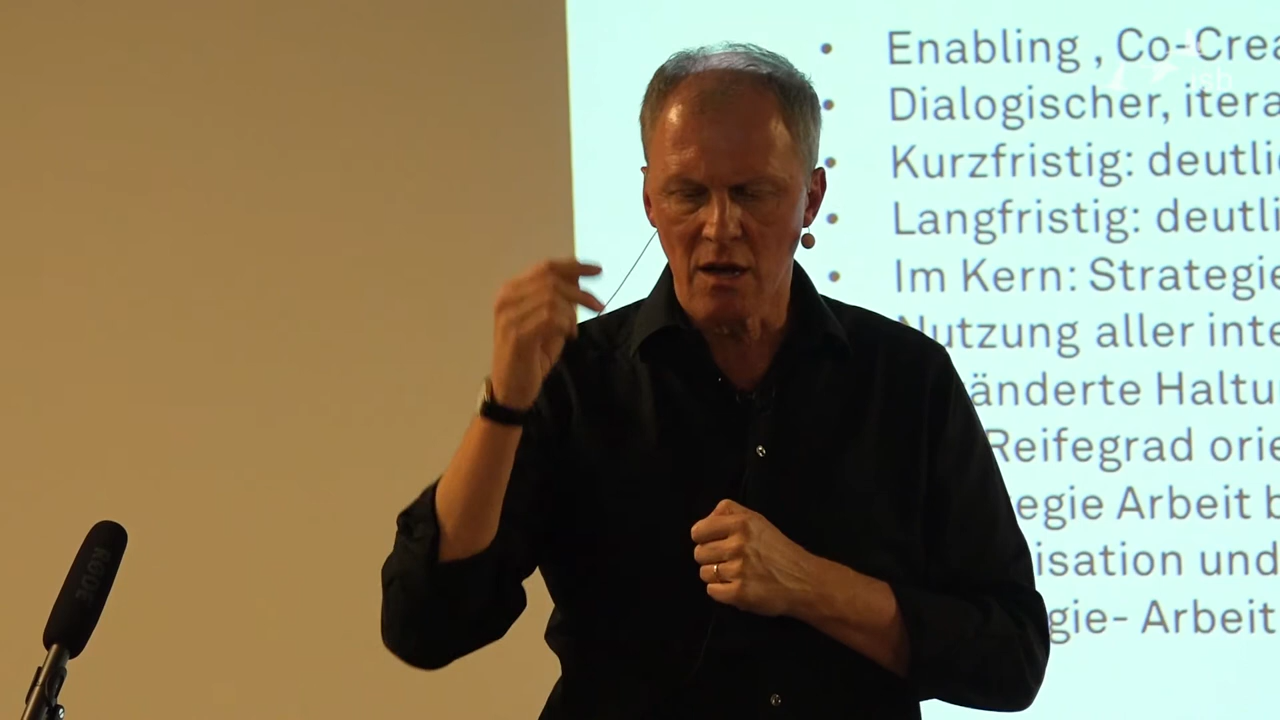 Enabling , Co-Crea
Dialogischer, itera
Kurzfristig: deutli
Langfristig: deutli
Im Kern: Strategie
Nutzung aller inte
änderte Haltu
Reifegrad orie
egie Arbeit b
isation und
gie- Arbeit
ish
RØDE